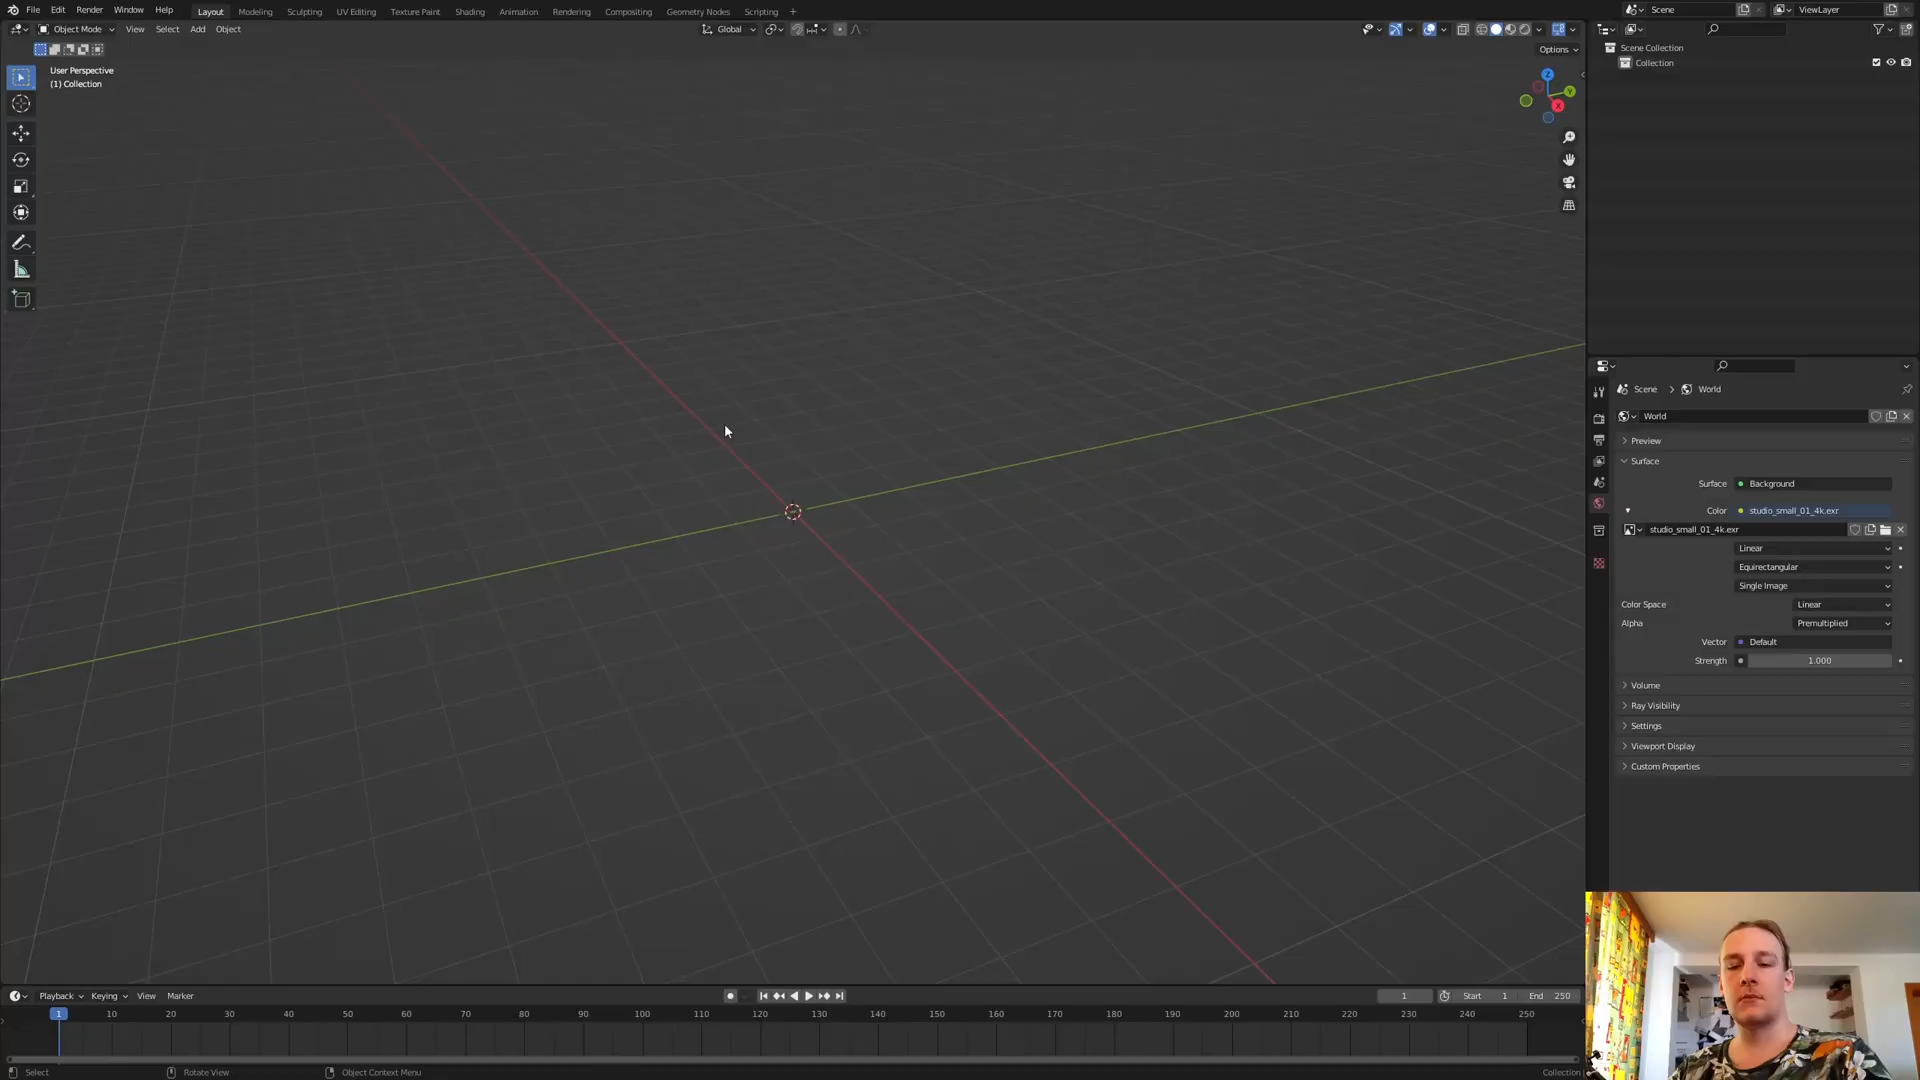 File Edit Render Window Help Layout Modeling Sculpting UV Editing Texture Paint Shading Animation Rendering Compositing Geometry Nodes Scripting + Scene ViewLayer
Object Mode View Select Add Object Global
Options
User Perspective
(1) Collection
Z
Y
X
Scene Collection
Collection
Scene > World
World
Preview
Surface
Surface Background
Color studio_small_01_4k.exr
studio_small_01_4k.exr
Linear
Equirectangular
Single Image
Color Space Linear
Alpha Premultiplied
Vector Default
Strength 1.000
Volume
Ray Visibility
Settings
Viewport Display
Custom Properties
Playback Keying View Marker 1 Start 1 End 250
1 10 20 30 40 50 60 70 80 90 100 110 120 130 140 150 160 170 180 190 200 210 220 230 240 250
Select Rotate View Object Context Menu Collection